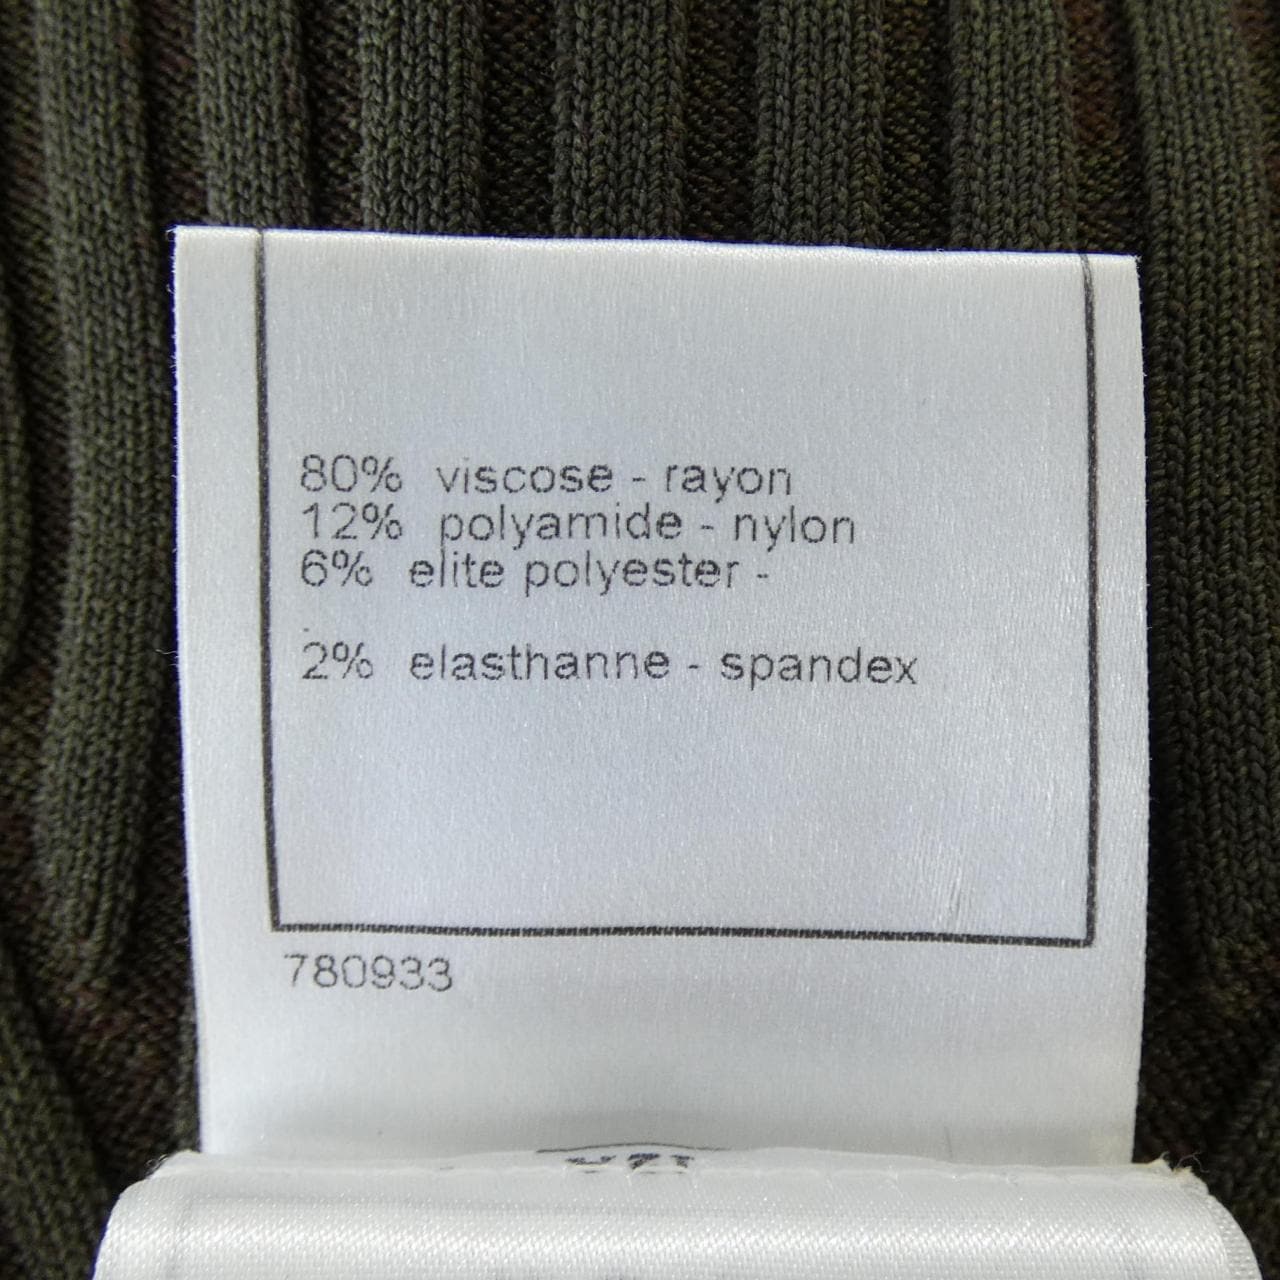 80% viscose - rayon
12% polyamide - nylon
6% elite polyester -
2% elasthanne - spandex
780933